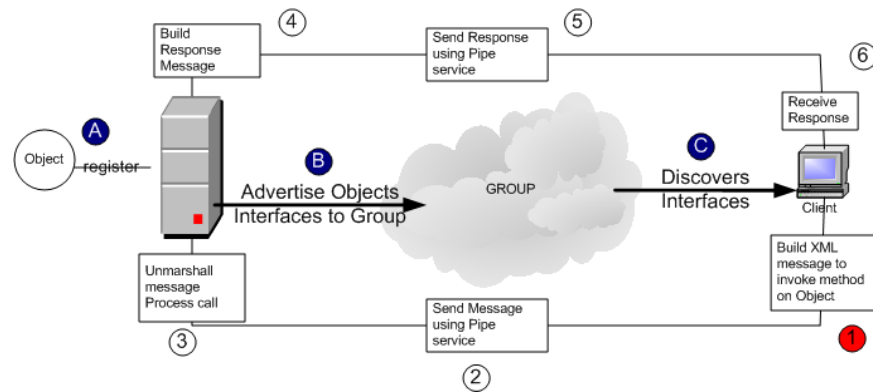 4
5
6
Build
Response
Message
Send Response
using Pipe
service
Receive
Response
A
Object
register
B
Advertise Objects
Interfaces to Group
GROUP
C
Discovers
Interfaces
Client
Unmarshall
message
Process call
3
Send Message
using Pipe
service
2
Build XML
message to
invoke method
on Object
1